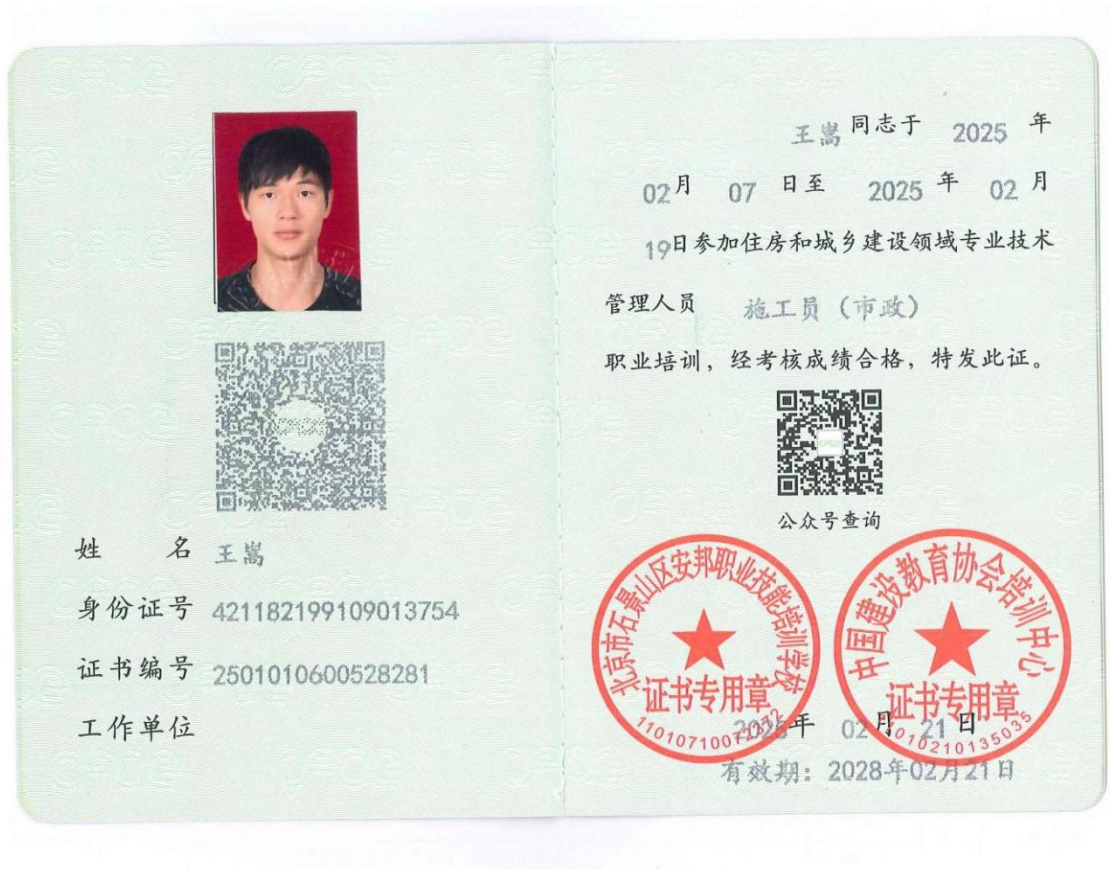 姓 名 王嵩
身份证号 421182199109013754
证书编号 2501010600528281
工作单位
王嵩 同志于 2025 年
02 月 07 日至 2025 年 02 月
19 日参加住房和城乡建设领域专业技术
管理人员 施工员（市政）
职业培训，经考核成绩合格，特发此证。
公众号查询
北京市石景山区安邦职业技能培训学校
证书专用章
中国建设教育协会培训中心
证书专用章
2025 年 02 月 21 日
有效期：2028年02月21日